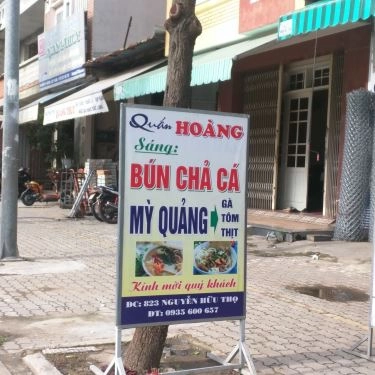 Quán HOÀNG
Sáng:
BÚN CHẢ CÁ
MỲ QUẢNG
GÀ
TÔM
THỊT
Kính mời quý khách
ĐC: 823 NGUYỄN HỮU THỌ
ĐT: 0935 600 657